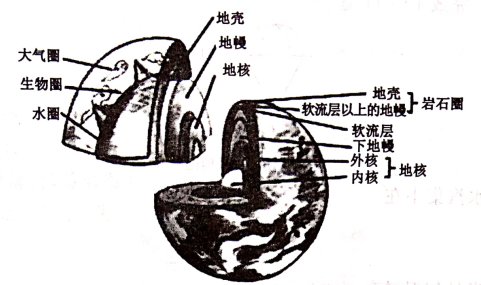 地壳
地幔
地核
大气圈
生物圈
水圈
地壳
软流层以上的地幔
岩石圈
软流层
下地幔
外核
内核
地核